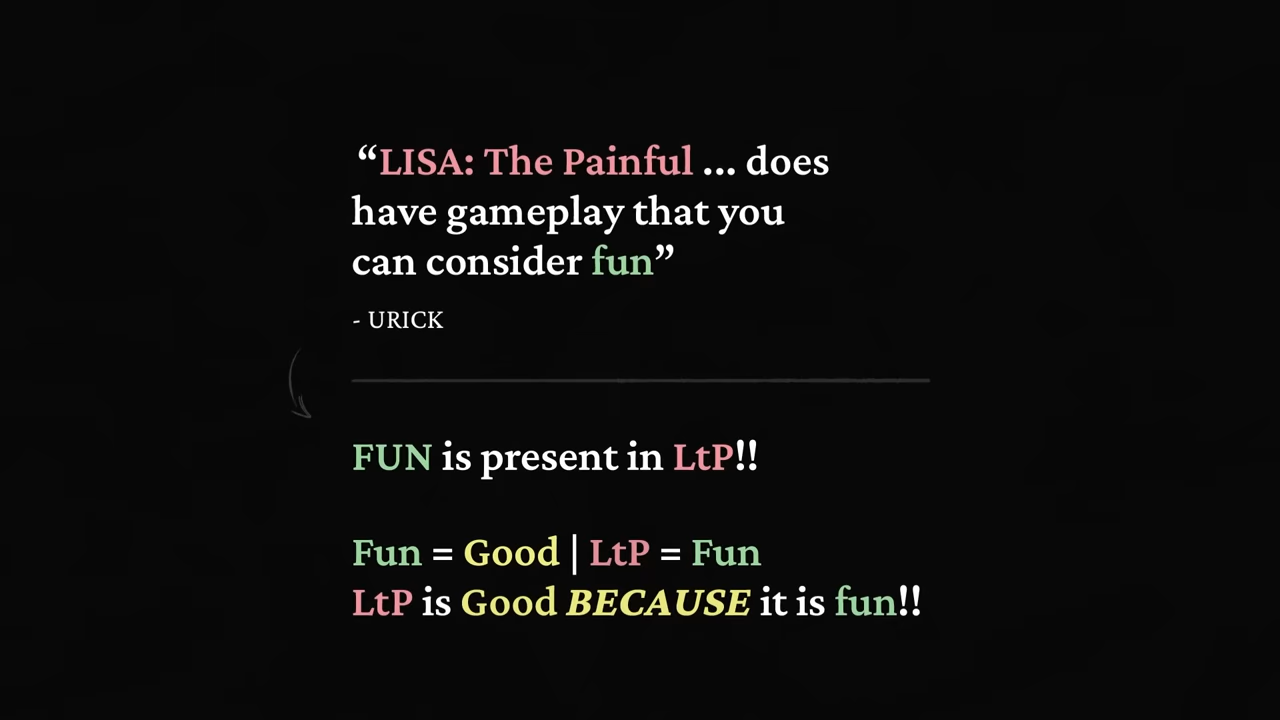 “LISA: The Painful ... does
have gameplay that you
can consider fun”
- URICK
FUN is present in LtP!!
Fun = Good | LtP = Fun
LtP is Good BECAUSE it is fun!!